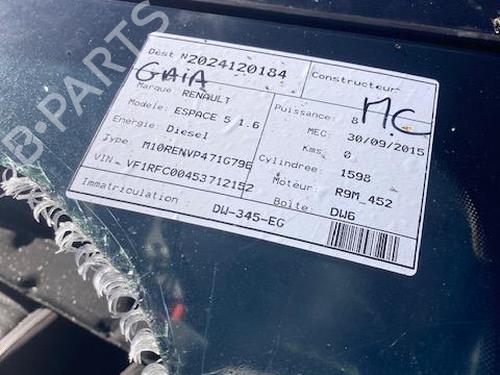 B-PARTS
Dest N2024120184
Constructeur
GAIA
MC
Marque: RENAULT
Puissance: 8
Modele: ESPACE 5 1.6
MEC: 30/09/2015
Energie: Diesel
Kms: 0
Type M10RENVP471G79E
Cylindree: 1598
VIN: VF1RFC00453712152
Moteur R9M_452
Immatriculation : DW-345-EG
Boite: DW6